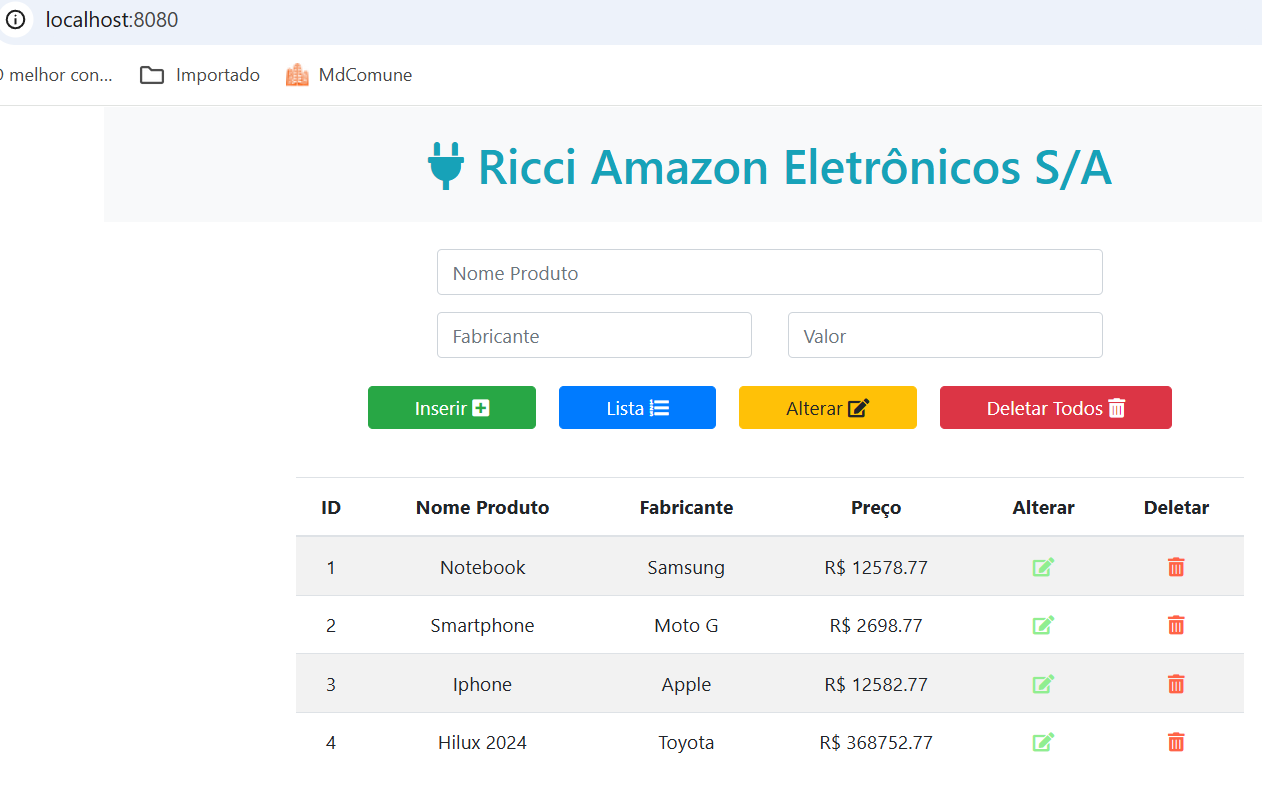 localhost:8080
melhor con... Importado MdComune
Ricci Amazon Eletrônicos S/A
Nome Produto
Fabricante Valor
Inserir Lista Alterar Deletar Todos
ID Nome Produto Fabricante Preço Alterar Deletar
1 Notebook Samsung R$ 12578.77
2 Smartphone Moto G R$ 2698.77
3 Iphone Apple R$ 12582.77
4 Hilux 2024 Toyota R$ 368752.77